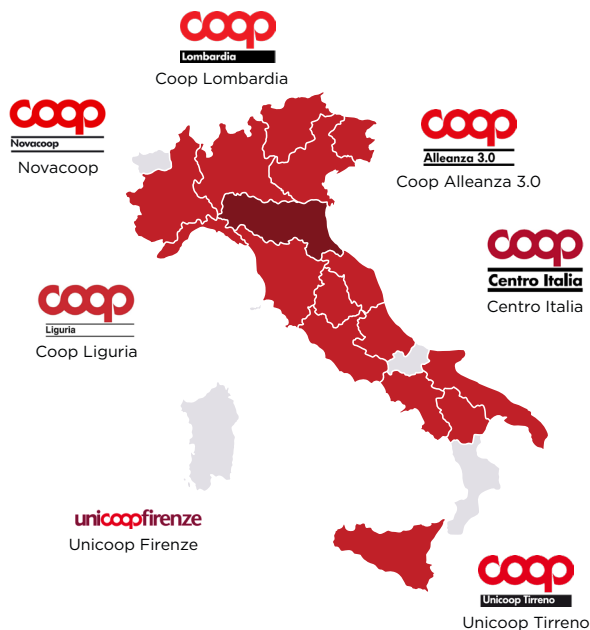 coop
Lombardia
Coop Lombardia
coop
Novacoop
Novacoop
coop
Alleanza 3.0
Coop Alleanza 3.0
coop
Centro Italia
Centro Italia
coop
Liguria
Coop Liguria
unicoopfirenze
Unicoop Firenze
coop
Unicoop Tirreno
Unicoop Tirreno